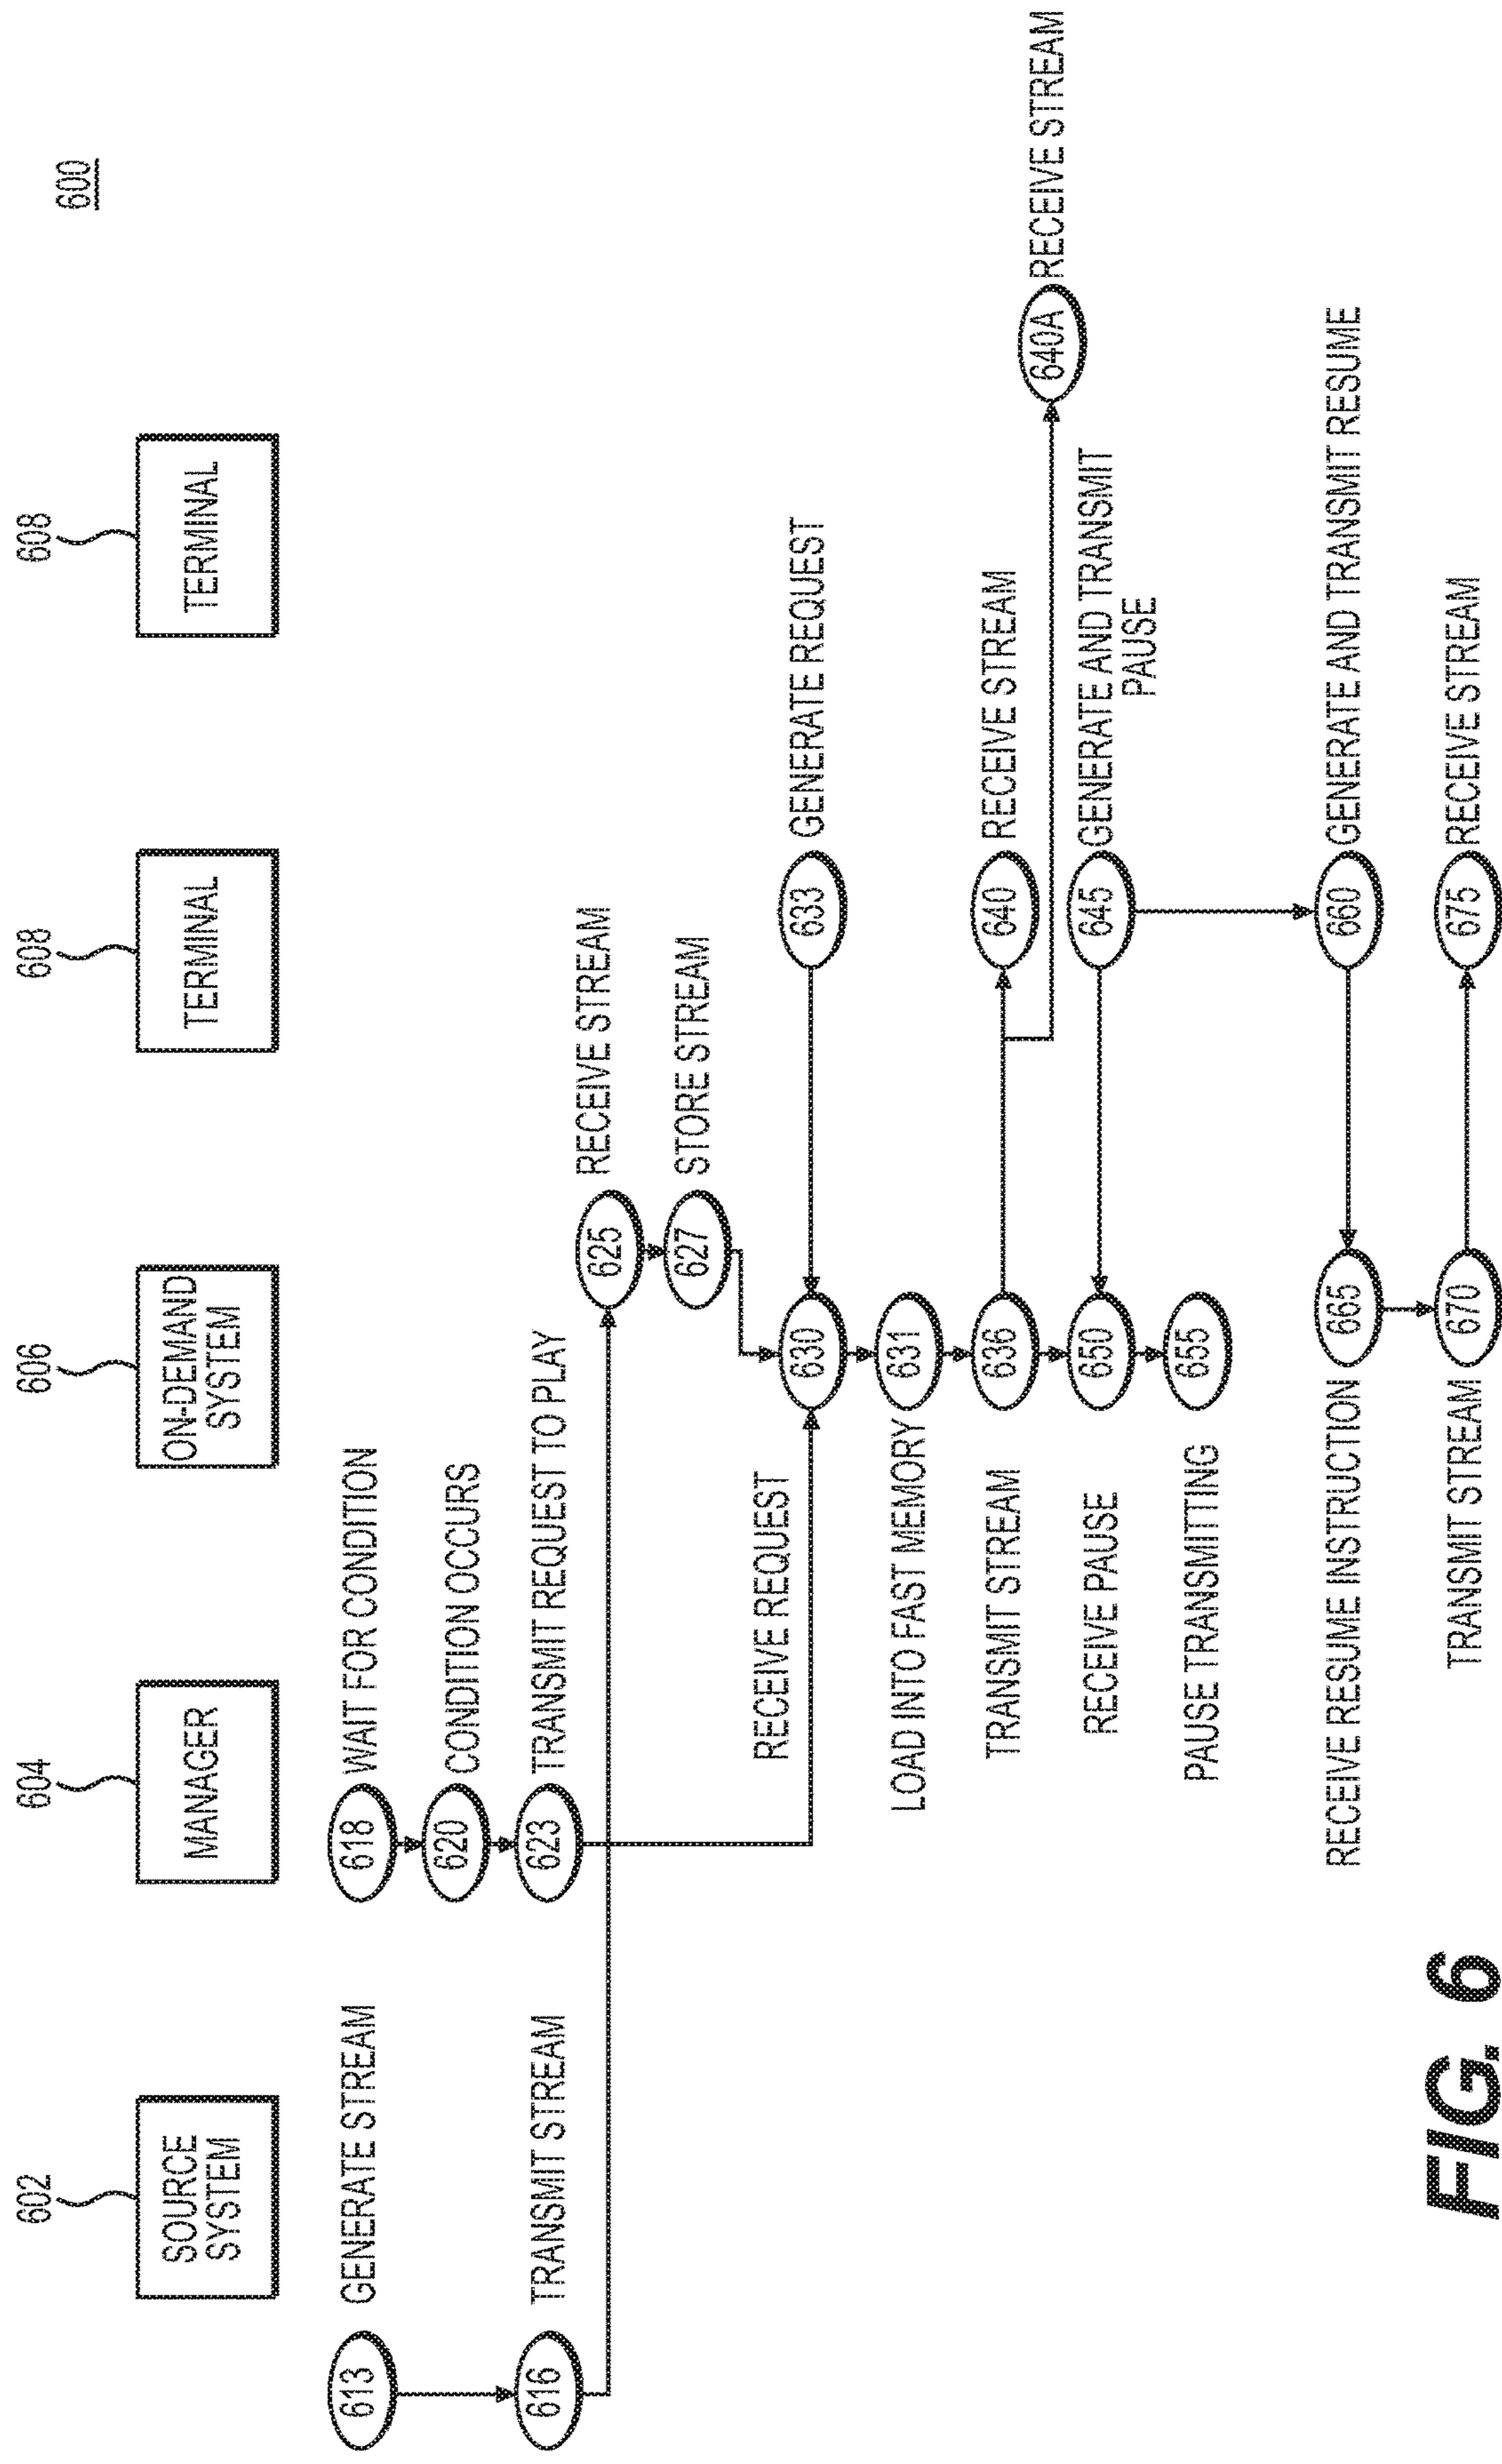 600
602
604
606
608
608
SOURCE
SYSTEM
MANAGER
ON-DEMAND
SYSTEM
TERMINAL
TERMINAL
613
GENERATE STREAM
618
WAIT FOR CONDITION
620
CONDITION OCCURS
616
TRANSMIT STREAM
623
TRANSMIT REQUEST TO PLAY
625
RECEIVE STREAM
627
STORE STREAM
RECEIVE REQUEST
630
633
GENERATE REQUEST
LOAD INTO FAST MEMORY
631
TRANSMIT STREAM
636
640
RECEIVE STREAM
640A
RECEIVE STREAM
RECEIVE PAUSE
650
645
GENERATE AND TRANSMIT
PAUSE
PAUSE TRANSMITTING
655
RECEIVE RESUME INSTRUCTION
665
660
GENERATE AND TRANSMIT RESUME
TRANSMIT STREAM
670
675
RECEIVE STREAM
FIG. 6